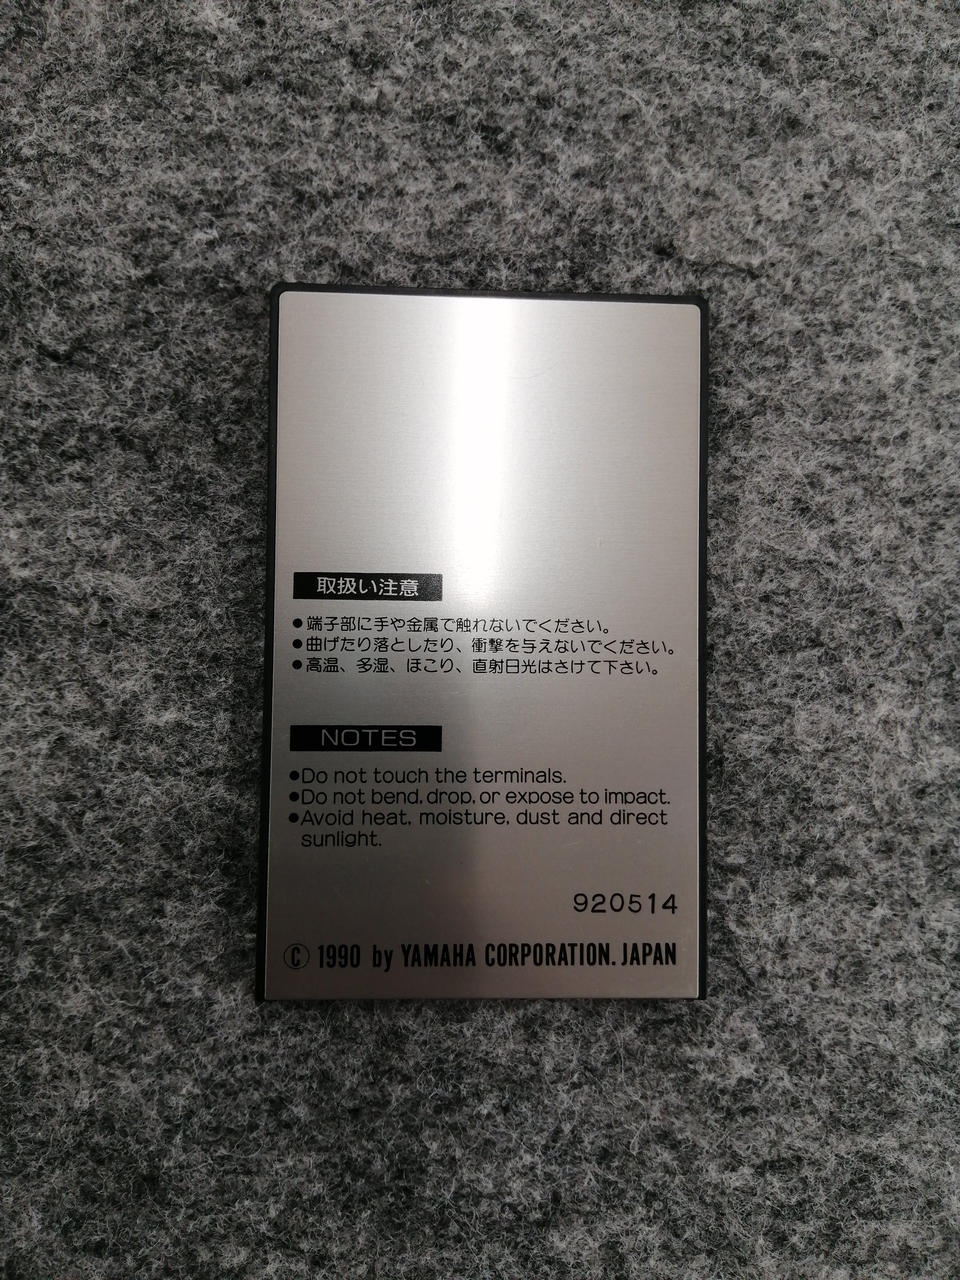 取扱い注意
●端子部に手や金属で触れないでください。
●曲げたり落としたり、衝撃を与えないでください。
●高温、多湿、ほこり、直射日光はさけて下さい。
NOTES
●Do not touch the terminals.
●Do not bend, drop, or expose to impact.
●Avoid heat, moisture, dust and direct
sunlight.
920514
© 1990 by YAMAHA CORPORATION. JAPAN